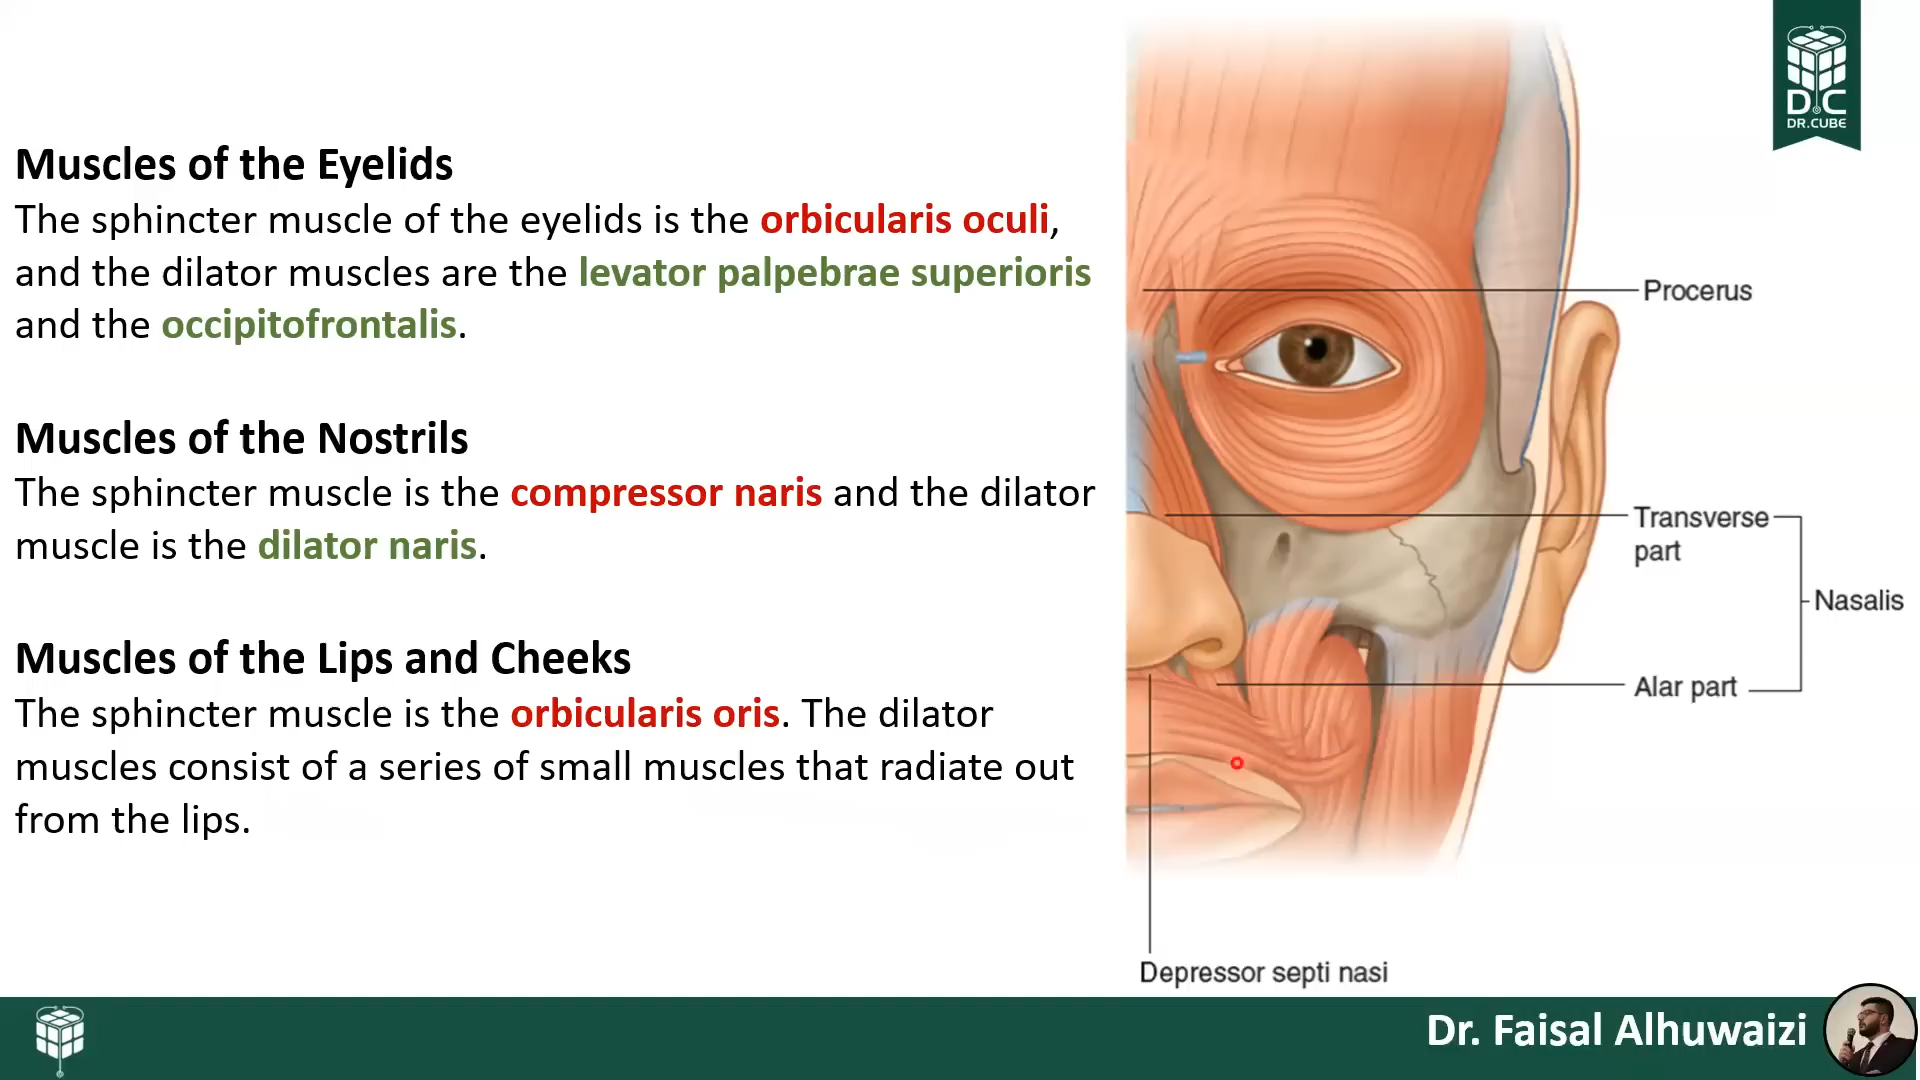 Muscles of the Eyelids
The sphincter muscle of the eyelids is the orbicularis oculi,
and the dilator muscles are the levator palpebrae superioris
and the occipitofrontalis.
Muscles of the Nostrils
The sphincter muscle is the compressor naris and the dilator
muscle is the dilator naris.
Muscles of the Lips and Cheeks
The sphincter muscle is the orbicularis oris. The dilator
muscles consist of a series of small muscles that radiate out
from the lips.
DC
DR.CUBE
Procerus
Transverse
part
Nasalis
Alar part
Depressor septi nasi
Dr. Faisal Alhuwaizi